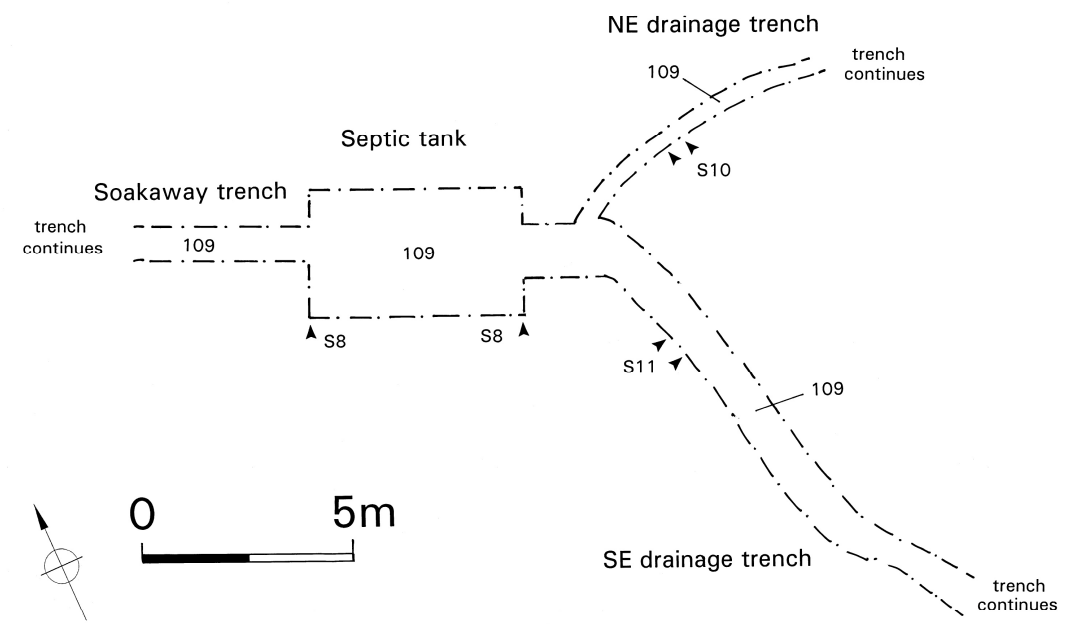 NE drainage trench
trench
continues
109
Septic tank
S10
Soakaway trench
trench
continues
109
109
S8
S8
S11
109
0 5m
SE drainage trench
trench
continues